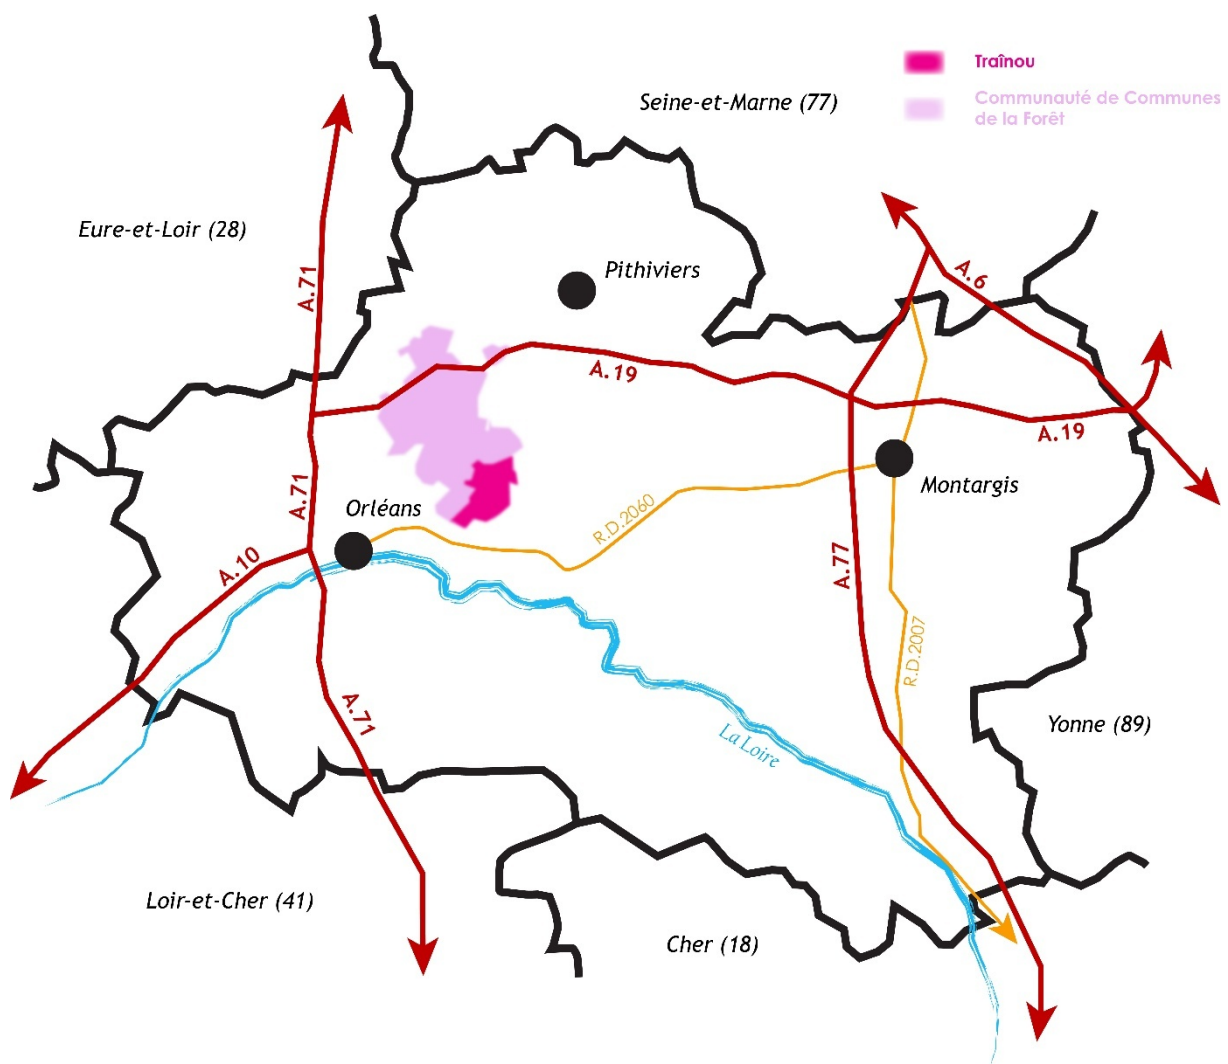 Traînou
Communauté de Communes
de la Forêt
Seine-et-Marne (77)
Eure-et-Loir (28)
Pithiviers
A.71
A.6
A.19
A.19
Montargis
A.71
Orléans
R.D.2060
A.10
A.77
R.D.2007
A.71
La Loire
Yonne (89)
Loir-et-Cher (41)
Cher (18)